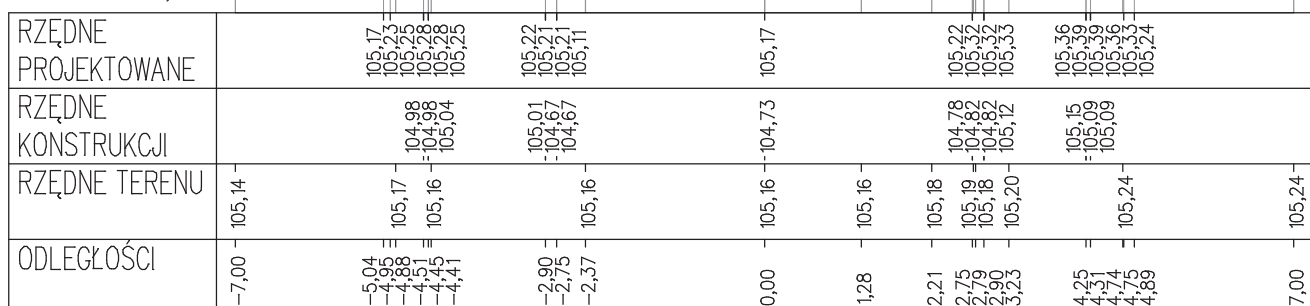 RZĘDNE
PROJEKTOWANE
105,17 105,23 105,25 105,28 105,28 105,25 105,22 105,21 105,21 105,11 105,17 105,22 105,32 105,32 105,33 105,36 105,39 105,39 105,36 105,33 105,24
RZĘDNE
KONSTRUKCJI
104,98 104,98 105,04 105,01 104,67 104,67 104,73 104,78 104,82 104,82 105,12 105,15 105,09 105,09
RZĘDNE TERENU
105,14 105,17 105,16 105,16 105,16 105,16 105,18 105,19 105,18 105,20 105,24 105,24
ODLEGŁOŚCI
-7,00 -5,04 -4,95 -4,88 -4,51 -4,45 -4,41 -2,90 -2,75 -2,37 0,00 1,28 2,21 2,75 2,79 2,90 3,23 4,25 4,31 4,74 4,75 4,89 7,00